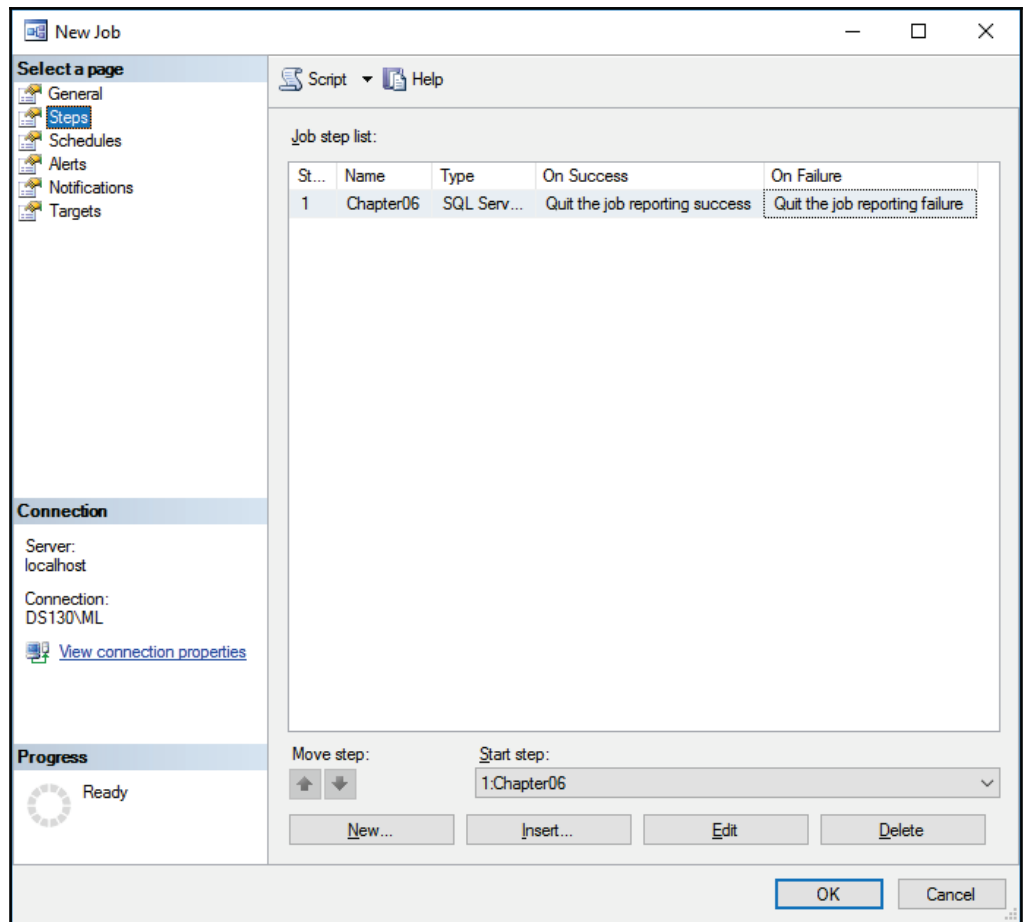 New Job
Select a page
General
Steps
Schedules
Alerts
Notifications
Targets
Script Help
Job step list:
St... Name Type On Success On Failure
1 Chapter06 SQL Serv... Quit the job reporting success Quit the job reporting failure
Connection
Server:
localhost
Connection:
DS130\ML
View connection properties
Progress
Ready
Move step: Start step:
1:Chapter06
New... Insert... Edit Delete
OK Cancel